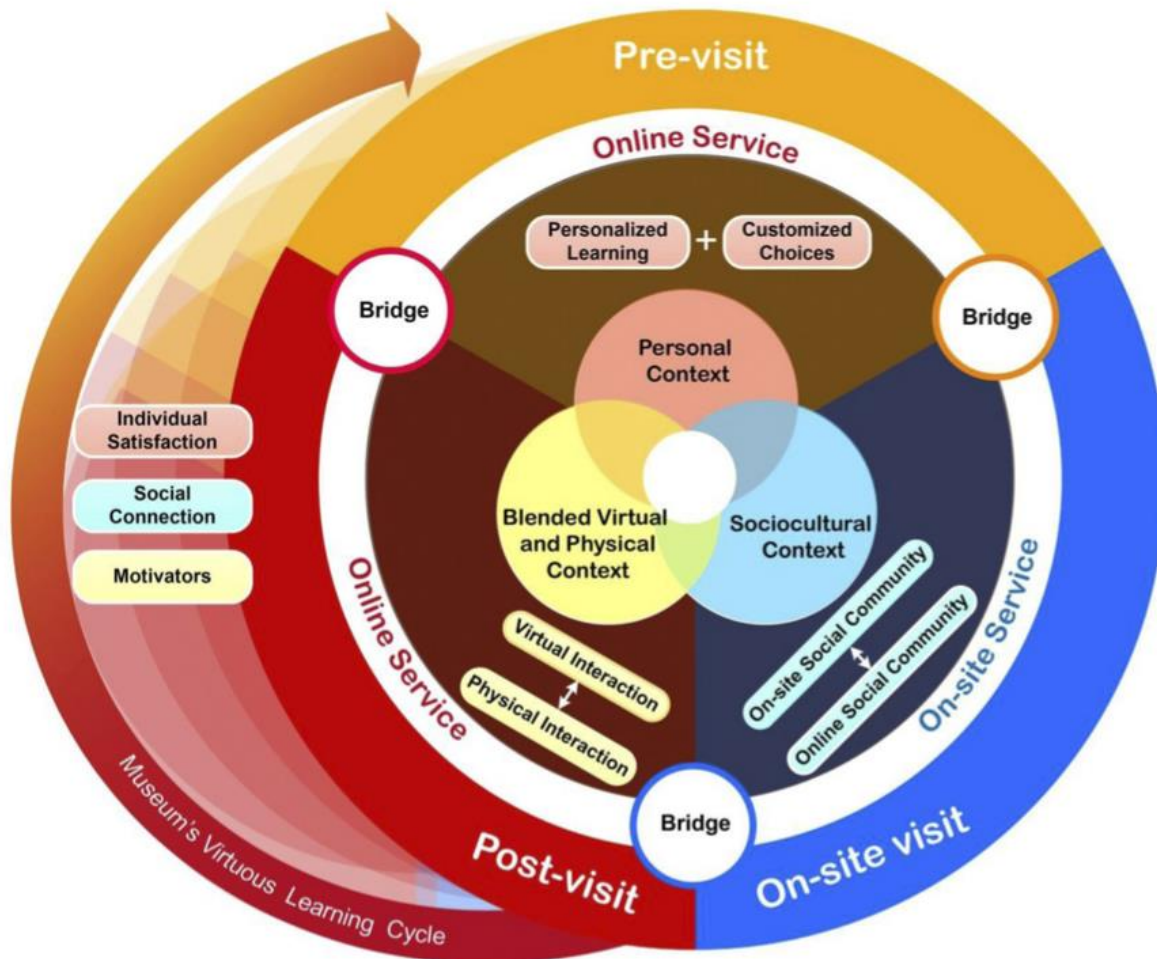 Pre-visit
Online Service
Personalized
Learning
+
Customized
Choices
Bridge
Bridge
Personal
Context
Individual
Satisfaction
Social
Connection
Motivators
Blended Virtual
and Physical
Context
Sociocultural
Context
Online Service
Virtual Interaction
Physical Interaction
On-site Social Community
Online Social Community
On-site Service
Bridge
Post-visit
On-site visit
Museum's Virtuous Learning Cycle